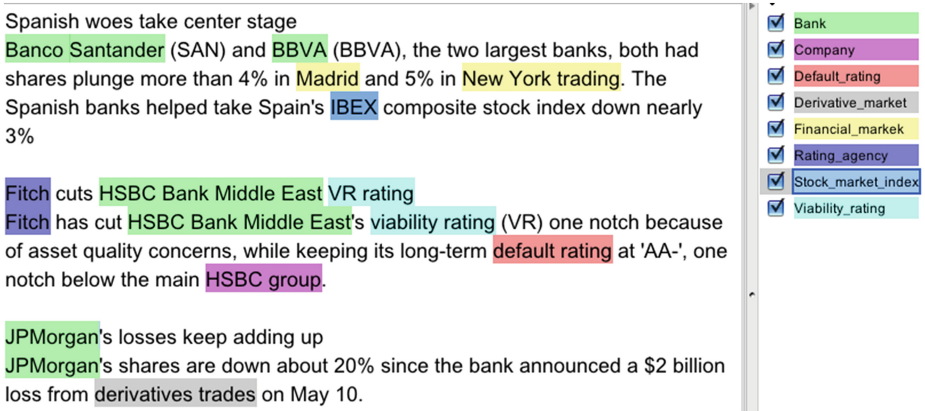 Spanish woes take center stage
Banco Santander (SAN) and BBVA (BBVA), the two largest banks, both had
shares plunge more than 4% in Madrid and 5% in New York trading. The
Spanish banks helped take Spain's IBEX composite stock index down nearly
3%
Fitch cuts HSBC Bank Middle East VR rating
Fitch has cut HSBC Bank Middle East's viability rating (VR) one notch because
of asset quality concerns, while keeping its long-term default rating at 'AA-', one
notch below the main HSBC group.
JPMorgan's losses keep adding up
JPMorgan's shares are down about 20% since the bank announced a $2 billion
loss from derivatives trades on May 10.
Bank
Company
Default_rating
Derivative_market
Financial_markek
Rating_agency
Stock_market_index
Viability_rating